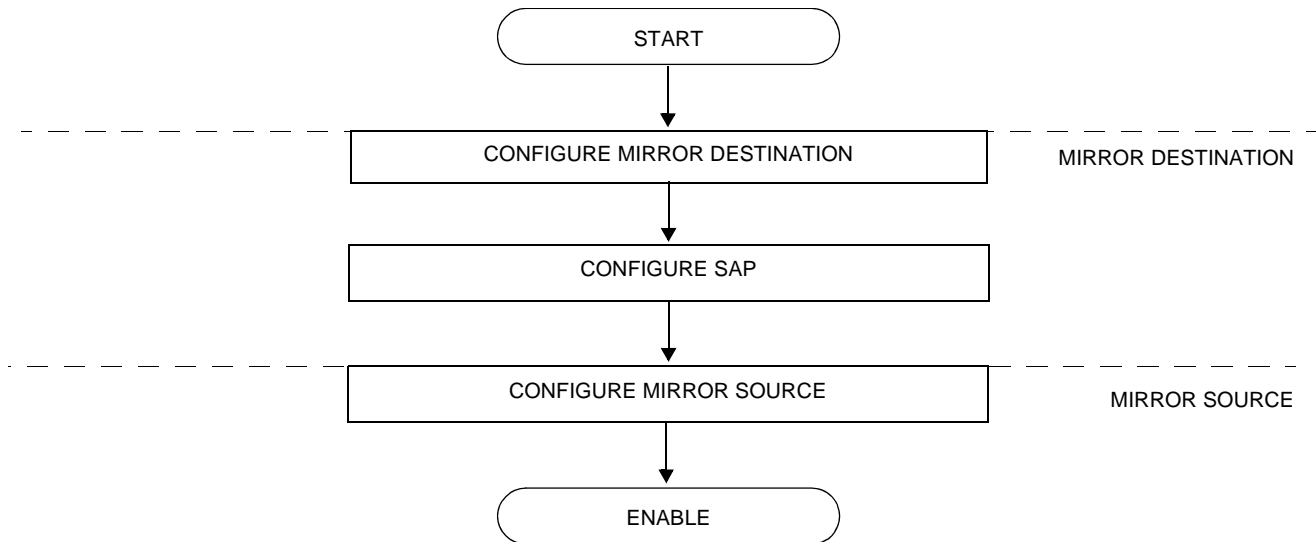 START
CONFIGURE MIRROR DESTINATION
MIRROR DESTINATION
CONFIGURE SAP
CONFIGURE MIRROR SOURCE
MIRROR SOURCE
ENABLE